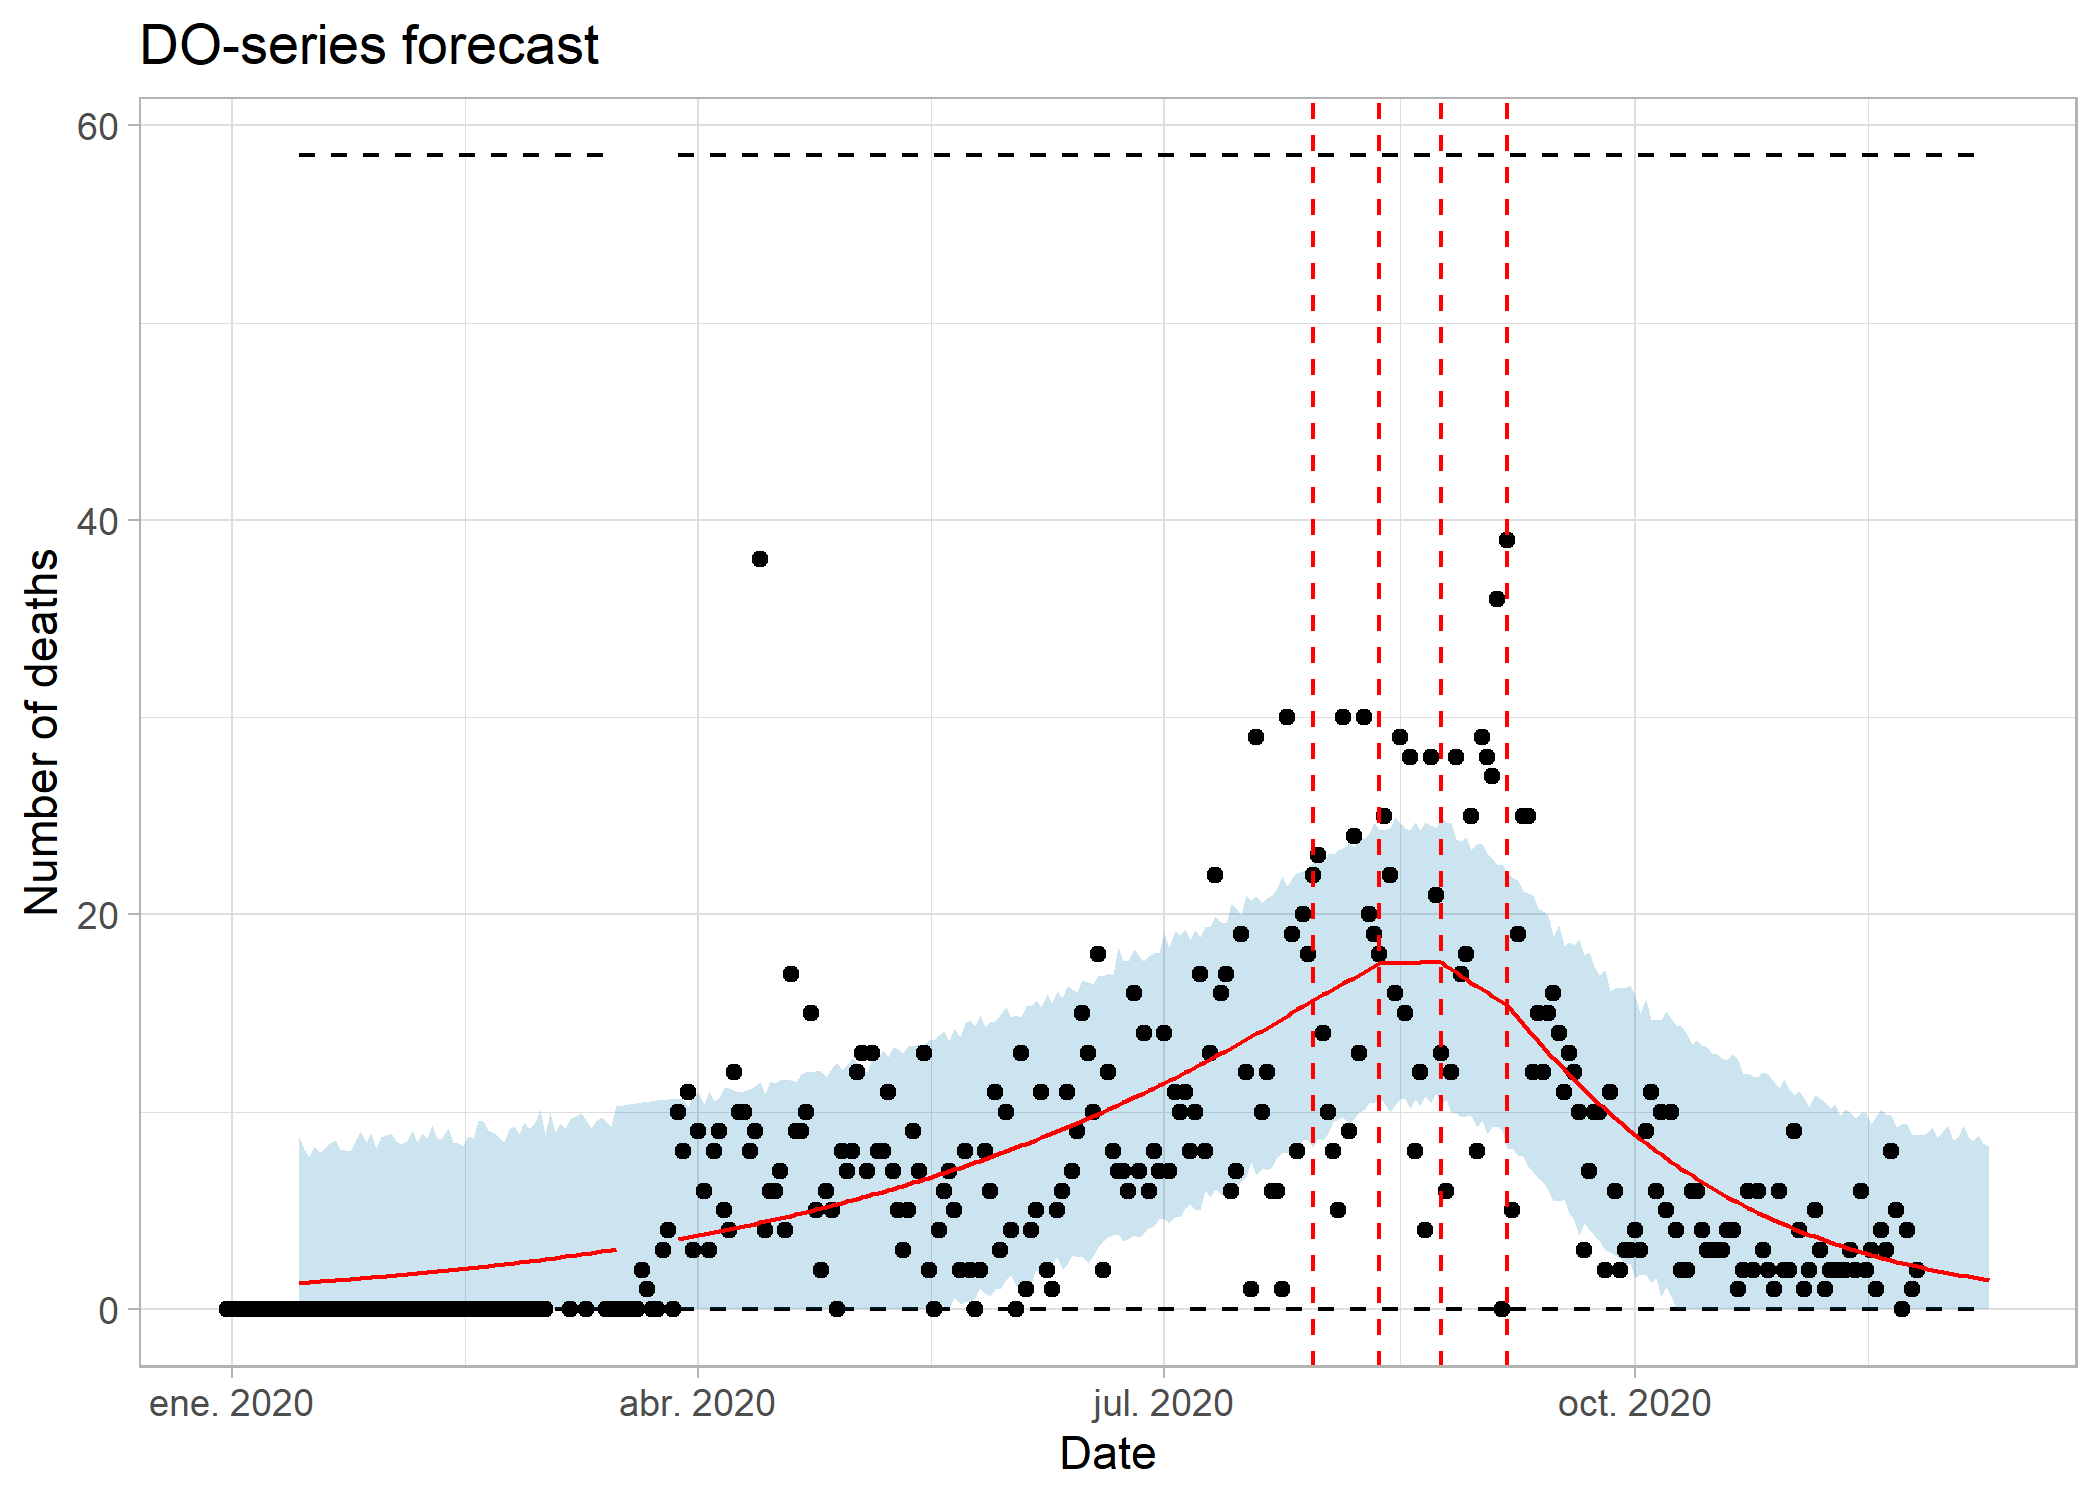 DO-series forecast
Number of deaths
60
40
20
0
ene. 2020
abr. 2020
jul. 2020
oct. 2020
Date